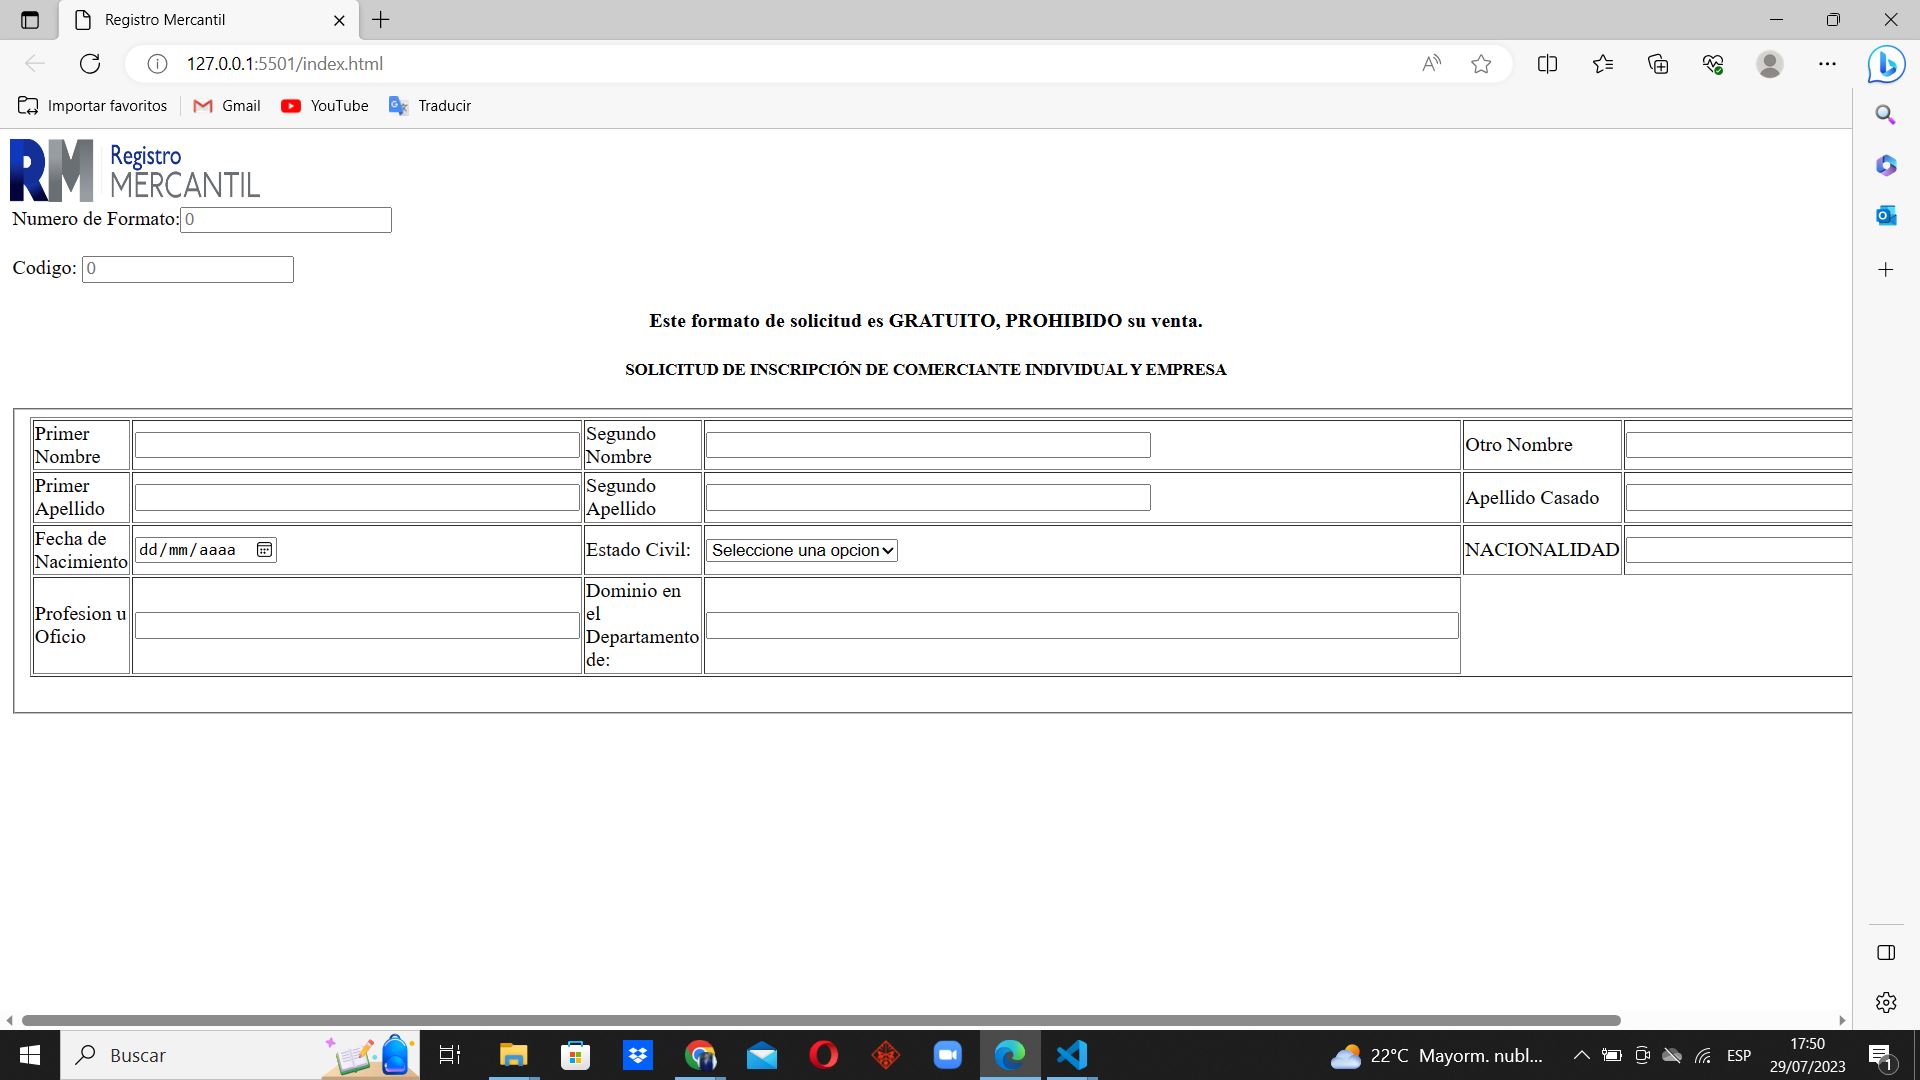 Registro Mercantil
127.0.0.1:5501/index.html
Importar favoritos
Gmail
YouTube
Traducir
RM Registro
MERCANTIL
Numero de Formato: 0
Codigo: 0
Este formato de solicitud es GRATUITO, PROHIBIDO su venta.
SOLICITUD DE INSCRIPCIÓN DE COMERCIANTE INDIVIDUAL Y EMPRESA
Primer
Nombre
Segundo
Nombre
Otro Nombre
Primer
Apellido
Segundo
Apellido
Apellido Casado
Fecha de
Nacimiento
dd/mm/aaaa
Estado Civil:
Seleccione una opcion
NACIONALIDAD
Profesion u
Oficio
Dominio en
el
Departamento
de:
Buscar
22°C Mayorm. nubl...
ESP
17:50
29/07/2023
1